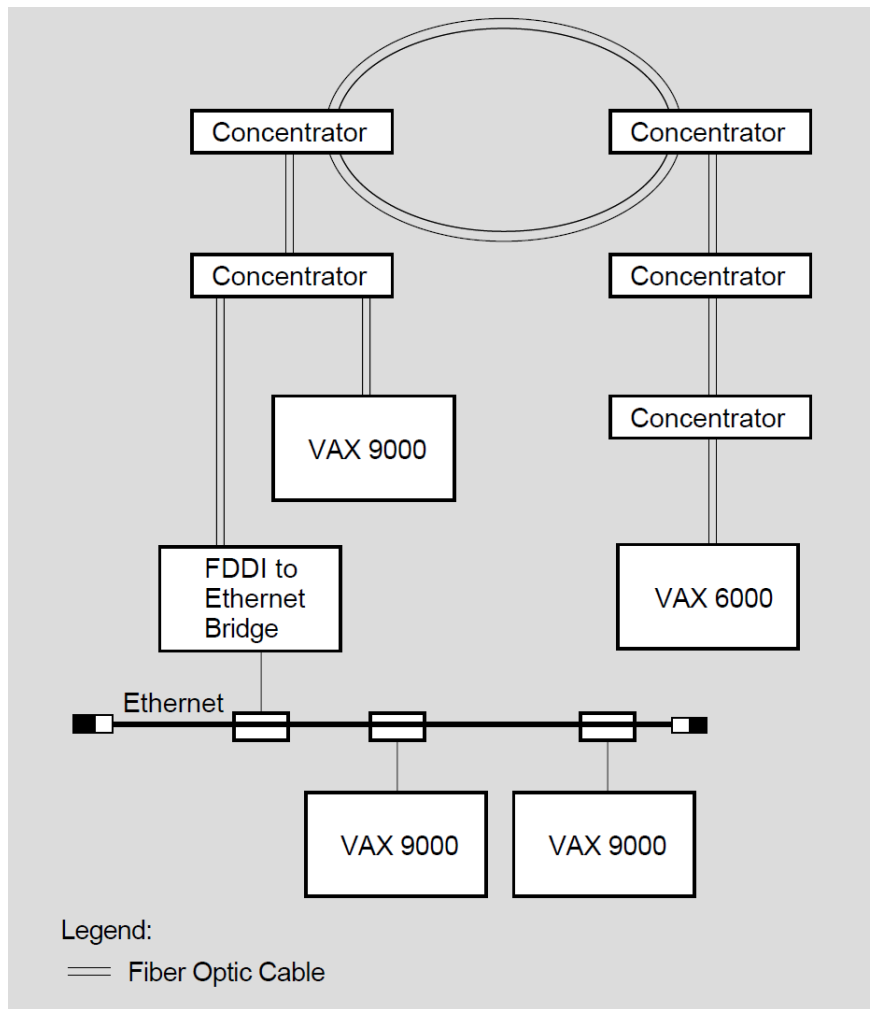 Concentrator
Concentrator
Concentrator
Concentrator
Concentrator
VAX 9000
FDDI to
Ethernet
Bridge
VAX 6000
Ethernet
VAX 9000
VAX 9000
Legend:
Fiber Optic Cable